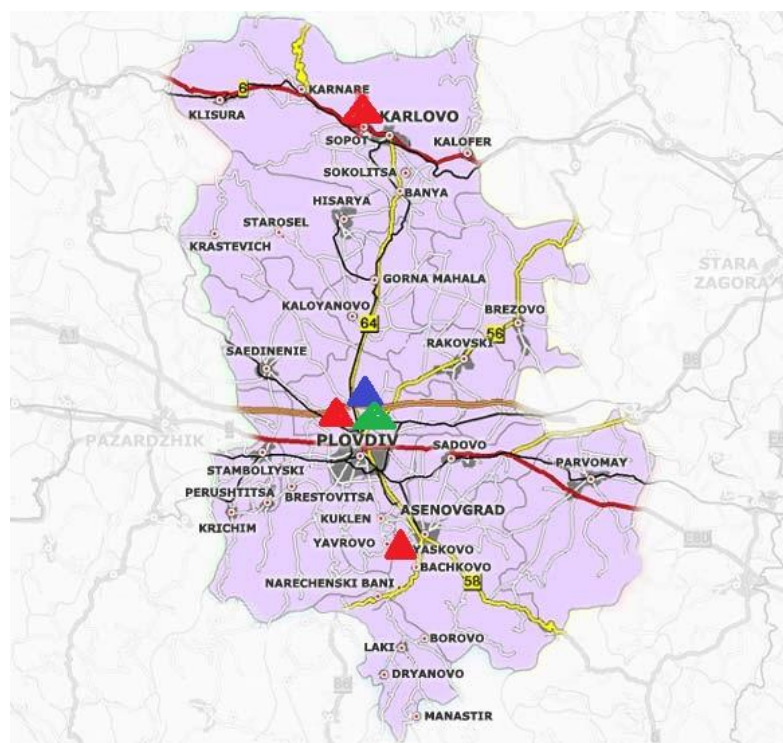 6
KARNARE
KLISURA
KARLOVO
SOPOT
KALOFER
SOKOLITSA
BANYA
HISARYA
STAROSEL
KRASTEVICH
STARA
ZAGORA
GORNA MAHALA
KALOYANOVO
BREZOVO
64
56
RAKOVSKI
A1
SAEDINENIE
PAZARDZHIK
PLOVDIV
SADOVO
STAMBOLIYSKI
PARVOMAY
PERUSHTITSA
BRESTOVITSA
KRICHIM
KUKLEN
ASENOVGRAD
YAVROVO
YASKOVO
BACHKOVO
NARECHENSKI BANI
58
LAKI
BOROVO
DRYANOVO
MANASTIR